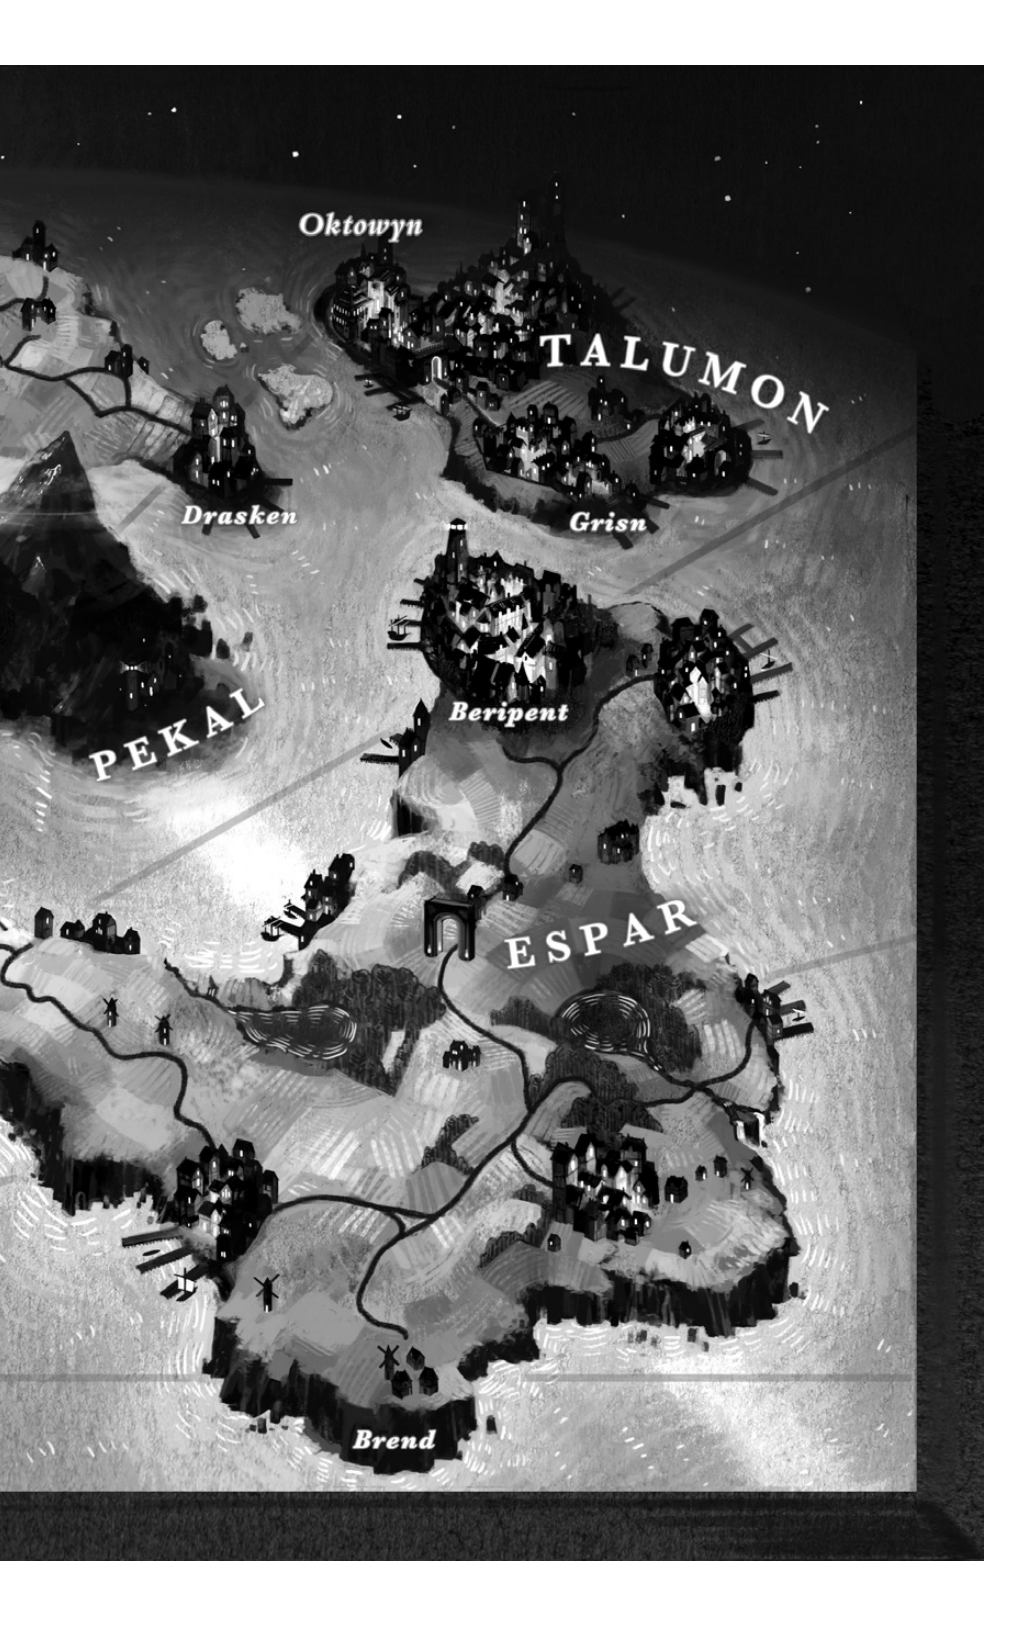 Oktowyn
TALUMON
Drasken
Grisn
PEKAL
Beripent
ESPAR
Brend